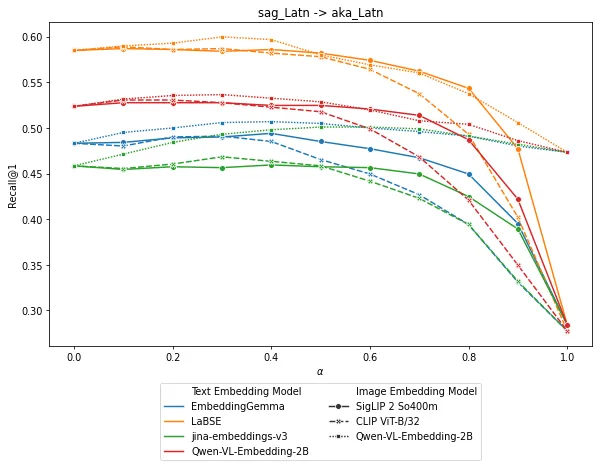 sag_Latn -> aka_Latn
Recall@1
0.60
0.55
0.50
0.45
0.40
0.35
0.30
0.0 0.2 0.4 0.6 0.8 1.0
α
Text Embedding Model
EmbeddingGemma
LaBSE
jina-embeddings-v3
Qwen-VL-Embedding-2B
Image Embedding Model
SigLIP 2 So400m
CLIP ViT-B/32
Qwen-VL-Embedding-2B